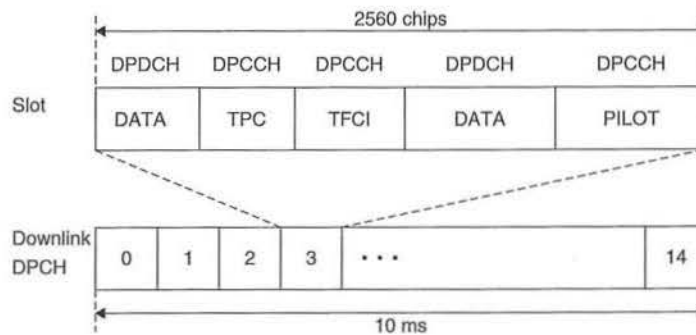 2560 chips
DPDCH DPCCH DPCCH DPDCH DPCCH
Slot
DATA TPC TFCI DATA PILOT
Downlink
DPCH
0 1 2 3 ••• 14
10 ms